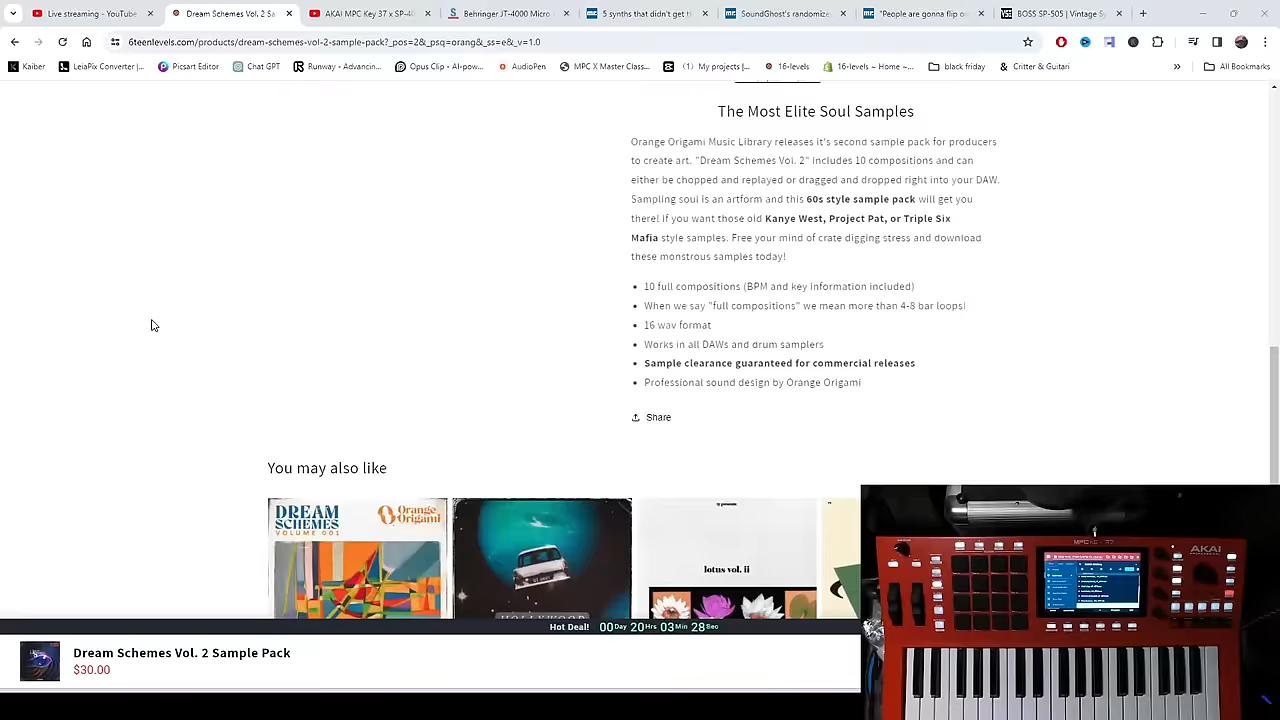 Live streaming - YouTube
Dream Schemes Vol. 2 Sa
AKAI MPC Key 37 x SP-4
Behringer JT-4000 Micro
5 synths that didn't get t
SoundGhost's randomize
"People are gonna flip o
BOSS SP-505 | Vintage Sy
6teenlevels.com/products/dream-schemes-vol-2-sample-pack?_pos=2&_psq=orang&_ss=e&_v=1.0
Kaiber
LeiaPix Converter |...
Picsart Editor
Chat GPT
Runway - Advancin...
Opus Clip - AI-pow...
AudioPen
MPC X Master Class...
(1) My projects |...
16-levels
16-levels ~ Home ~...
black friday
Critter & Guitari
All Bookmarks
The Most Elite Soul Samples
Orange Origami Music Library releases it's second sample pack for producers
to create art. "Dream Schemes Vol. 2" includes 10 compositions and can
either be chopped and replayed or dragged and dropped right into your DAW.
Sampling soul is an artform and this 60s style sample pack will get you
there! if you want those old Kanye West, Project Pat, or Triple Six
Mafia style samples. Free your mind of crate digging stress and download
these monstrous samples today!
10 full compositions (BPM and key information included)
When we say "full compositions" we mean more than 4-8 bar loops!
16 wav format
Works in all DAWs and drum samplers
Sample clearance guaranteed for commercial releases
Professional sound design by Orange Origami
Share
You may also like
DREAM
SCHEMES
VOLUME 001
Orange
Origami
lotus vol. ii
HOLLYWOOD
Hot Deal! 00Day 20Hrs 03Min 28Sec
Dream Schemes Vol. 2 Sample Pack
$30.00
AKAI